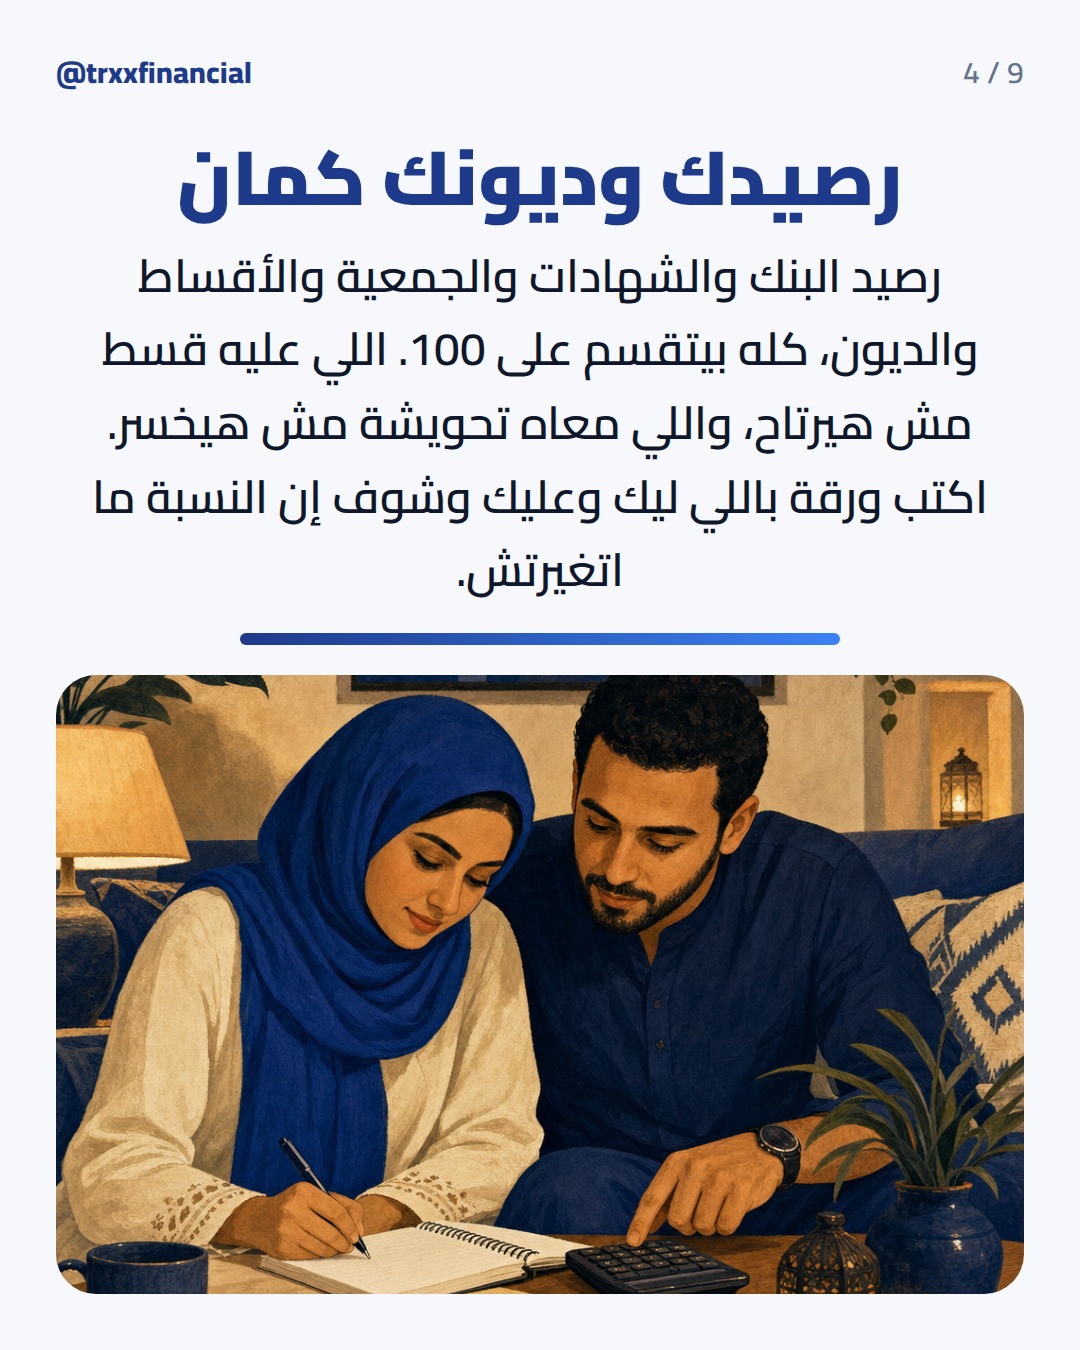 @trxxfinancial
4 / 9
رصيدك وديونك كمان
رصيد البنك والشهادات والجمعية والأقساط
والديون، كله بيتقسم على 100. اللي عليه قسط
مش هيرتاح، واللي معاه تحويشة مش هيخسر.
اكتب ورقة باللي ليك وعليك وشوف إن النسبة ما
اتغيرتش.